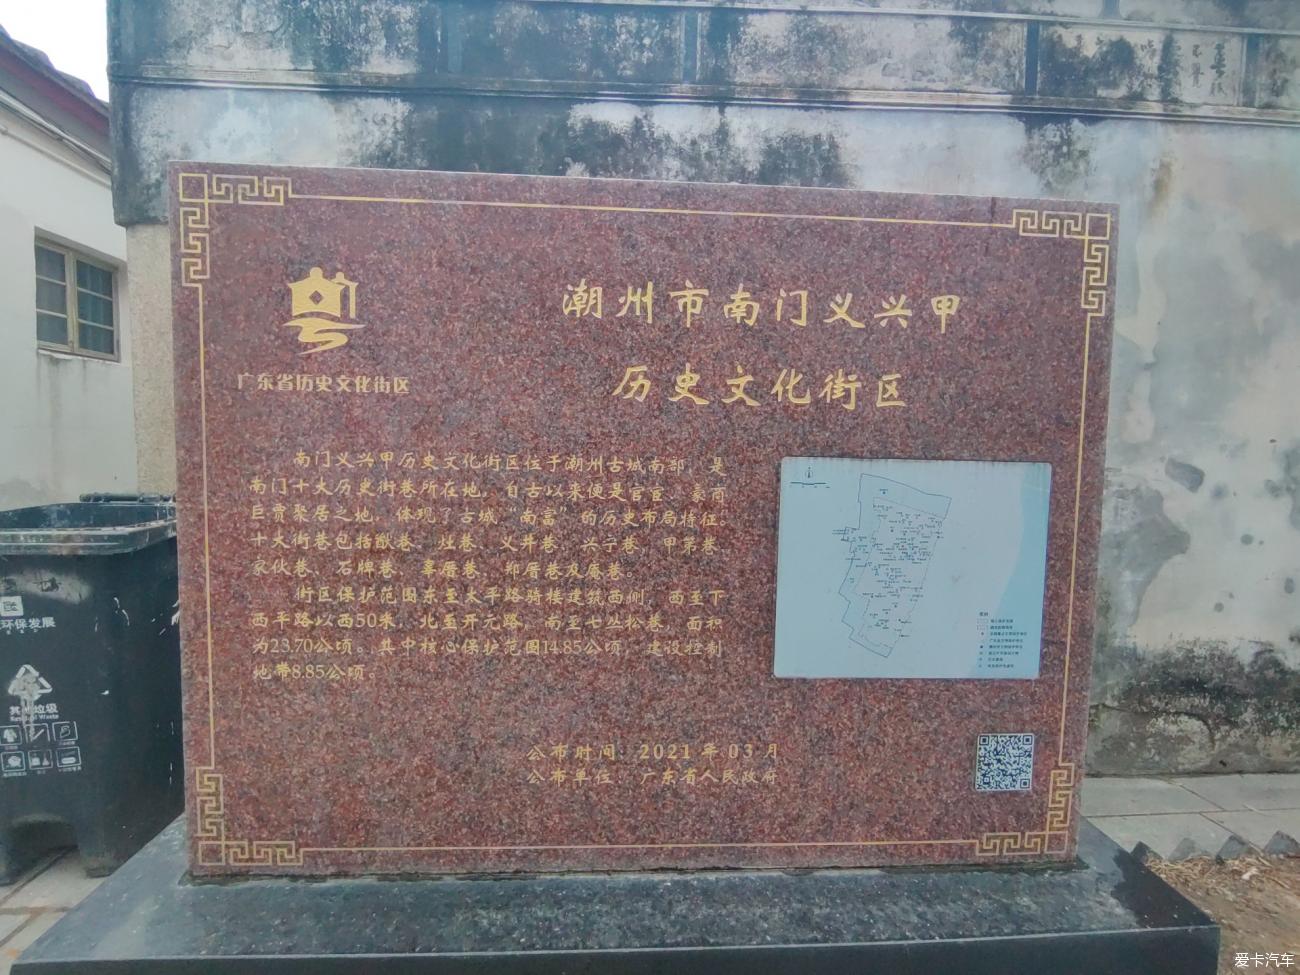 潮州市南门义兴甲
历史文化街区
广东省历史文化街区
南门义兴甲历史文化街区位于潮州古城南部，是
南门十大历史街巷所在地，自古以来便是官臣、豪商
巨贾聚居之地，体现了古城“南富”的历史布局特征。
十大街巷包括猷巷、灶巷、义井巷、兴宁巷、甲第巷、
家伙巷、石牌巷、辜厝巷、郑厝巷及庵巷。
街区保护范围东至太平路骑楼建筑西侧，西至下
西平路以西50米，北至开元路，南至七丛松巷，面积
为23.70公顷。其中核心保护范围14.85公顷，建设控制
地带8.85公顷
公布时间：2021年03月
公布单位：广东省人民政府
环保发展
其他垃圾
Residual Waste
爱卡汽车